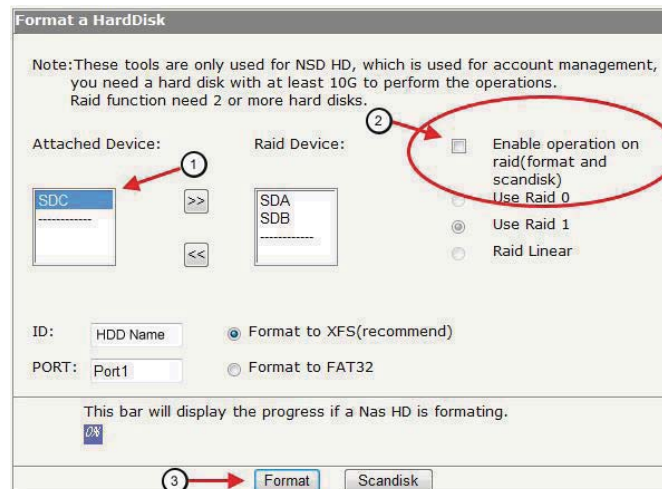 Format a HardDisk
Note:These tools are only used for NSD HD, which is used for account management,
you need a hard disk with at least 10G to perform the operations.
Raid function need 2 or more hard disks.
2
Attached Device:
Raid Device:
Enable operation on
raid(format and
scandisk)
1
SDC
------------
>>
<<
SDA
SDB
------------
Use Raid 0
Use Raid 1
Raid Linear
ID:
HDD Name
Format to XFS(recommend)
PORT:
Port1
Format to FAT32
This bar will display the progress if a Nas HD is formating.
0%
3
Format
Scandisk